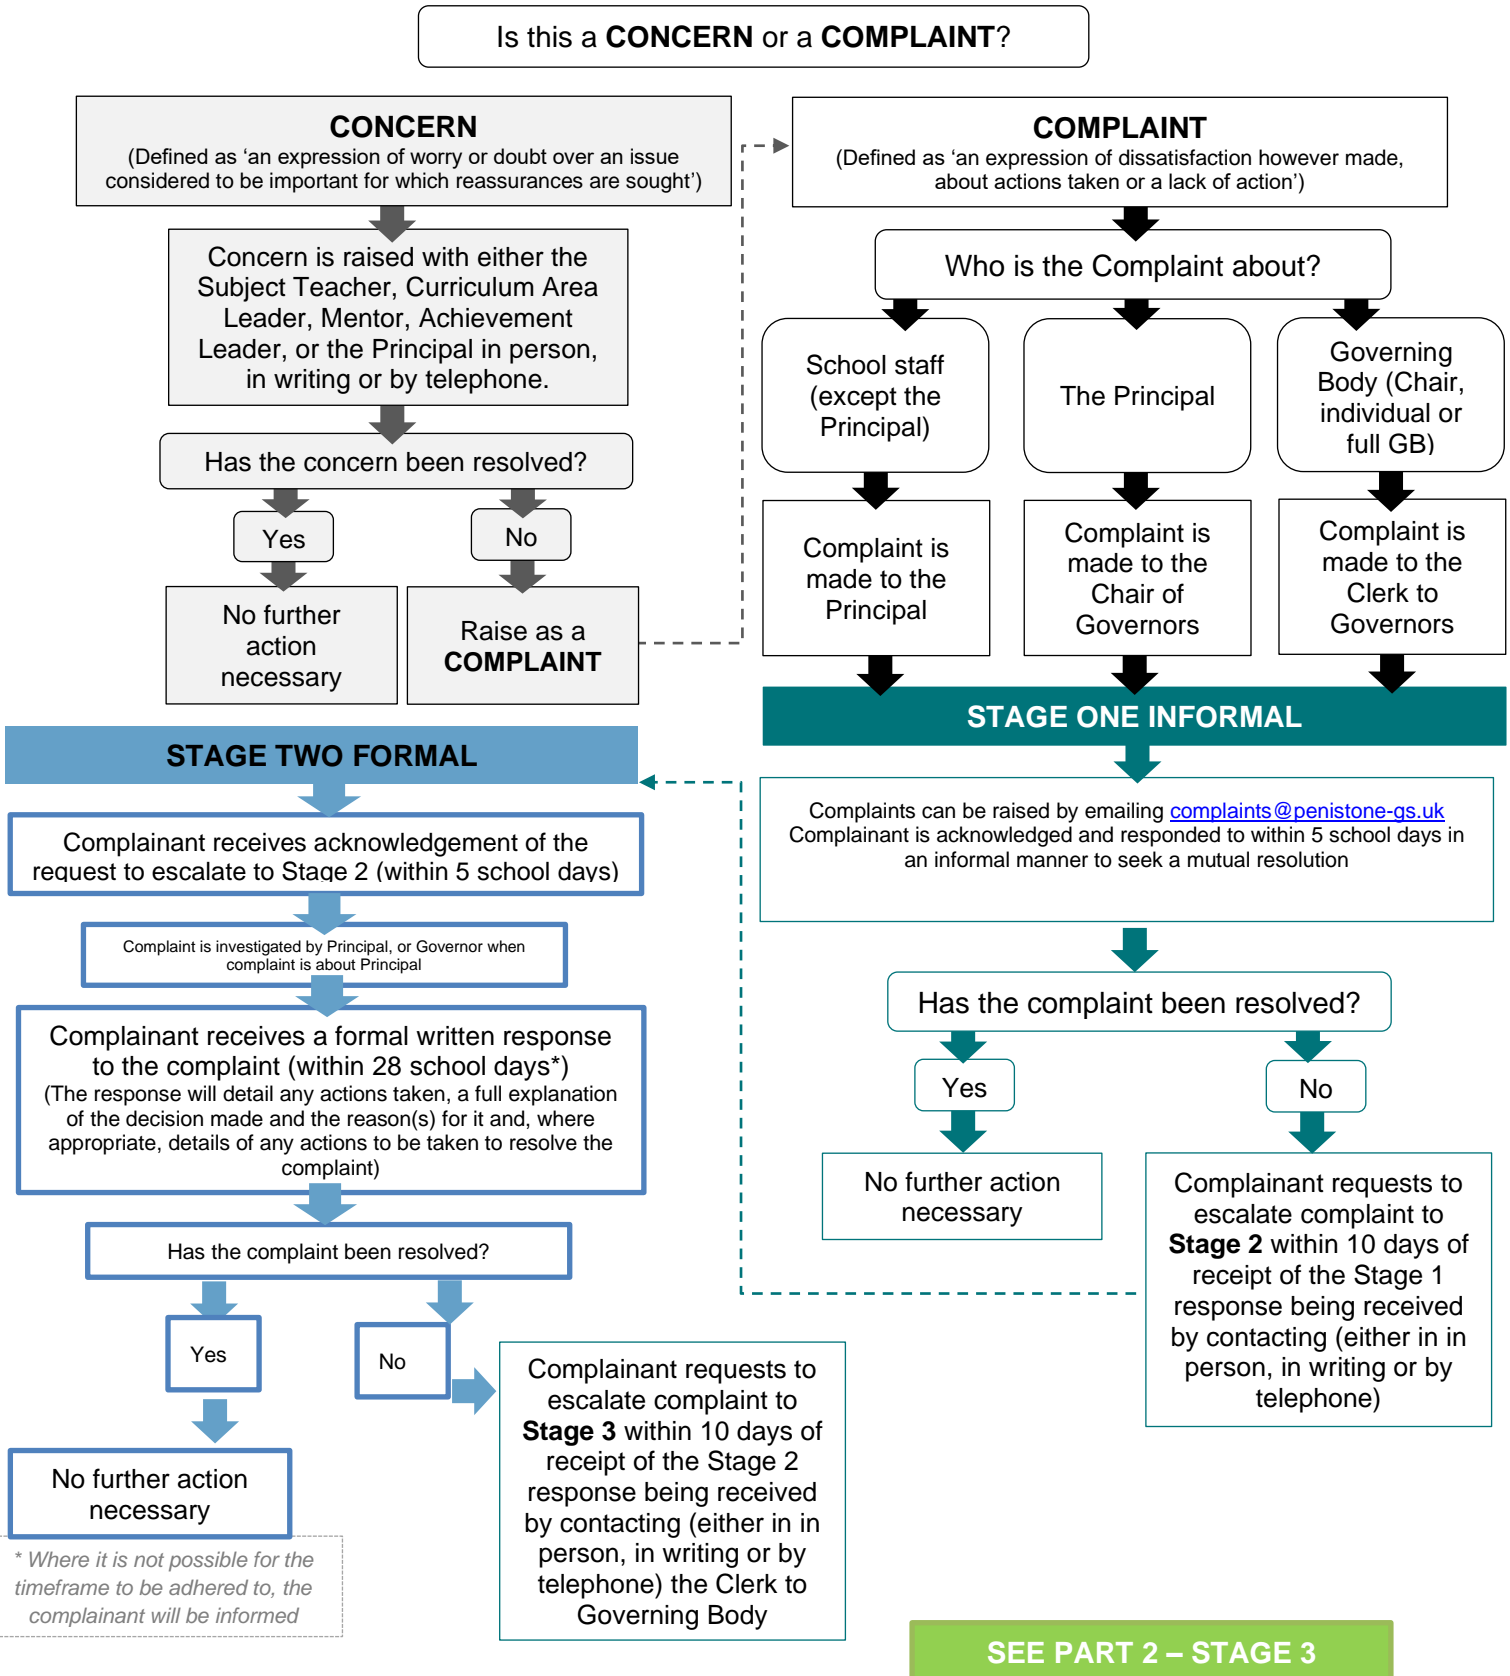 Is this a CONCERN or a COMPLAINT?
CONCERN
(Defined as ‘an expression of worry or doubt over an issue
considered to be important for which reassurances are sought’)
Concern is raised with either the
Subject Teacher, Curriculum Area
Leader, Mentor, Achievement
Leader, or the Principal in person,
in writing or by telephone.
Has the concern been resolved?
Yes
No
No further
action
necessary
Raise as a
COMPLAINT
COMPLAINT
(Defined as ‘an expression of dissatisfaction however made,
about actions taken or a lack of action’)
Who is the Complaint about?
School staff
(except the
Principal)
The Principal
Governing
Body (Chair,
individual or
full GB)
Complaint is
made to the
Principal
Complaint is
made to the
Chair of
Governors
Complaint is
made to the
Clerk to
Governors
STAGE ONE INFORMAL
Complaints can be raised by emailing complaints@penistone-gs.uk
Complainant is acknowledged and responded to within 5 school days in
an informal manner to seek a mutual resolution
Has the complaint been resolved?
Yes
No
No further action
necessary
Complainant requests to
escalate complaint to
Stage 2 within 10 days of
receipt of the Stage 1
response being received
by contacting (either in in
person, in writing or by
telephone)
STAGE TWO FORMAL
Complainant receives acknowledgement of the
request to escalate to Stage 2 (within 5 school days)
Complaint is investigated by Principal, or Governor when
complaint is about Principal
Complainant receives a formal written response
to the complaint (within 28 school days*)
(The response will detail any actions taken, a full explanation
of the decision made and the reason(s) for it and, where
appropriate, details of any actions to be taken to resolve the
complaint)
Has the complaint been resolved?
Yes
No
No further action
necessary
Complainant requests to
escalate complaint to
Stage 3 within 10 days of
receipt of the Stage 2
response being received
by contacting (either in in
person, in writing or by
telephone) the Clerk to
Governing Body
* Where it is not possible for the
timeframe to be adhered to, the
complainant will be informed
SEE PART 2 – STAGE 3